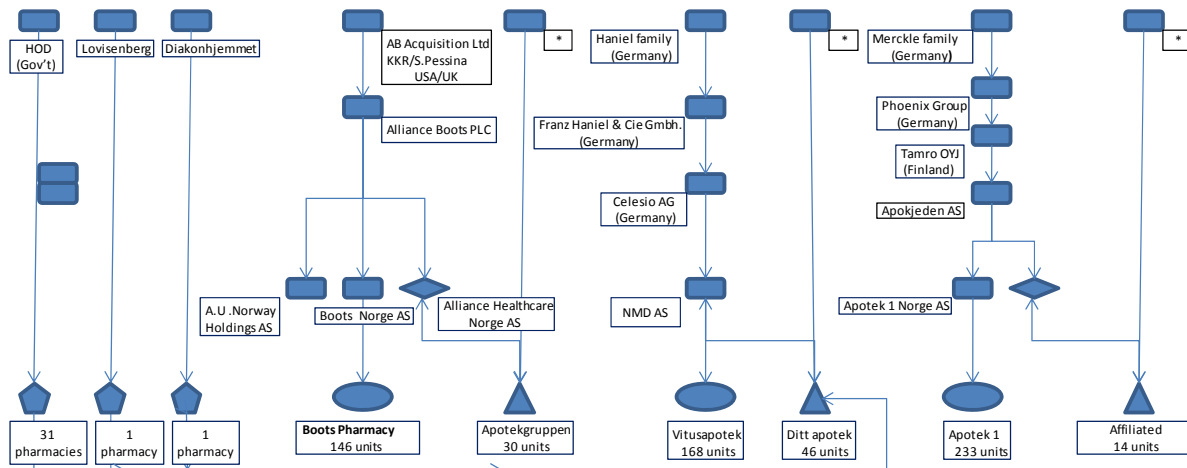 HOD
(Gov't)
Lovisenberg
Diakonhjemmet
AB Acquisition Ltd
KKR/S.Pessina
USA/UK
*
Haniel family
(Germany)
*
Merckle family
(Germany)
*
Alliance Boots PLC
Franz Haniel & Cie Gmbh.
(Germany)
Phoenix Group
(Germany)
Tamro OYJ
(Finland)
Celesio AG
(Germany)
Apokjeden AS
A.U .Norway
Holdings AS
Boots Norge AS
Alliance Healthcare
Norge AS
NMD AS
Apotek 1 Norge AS
31
pharmacies
1
pharmacy
1
pharmacy
Boots Pharmacy
146 units
Apotekgruppen
30 units
Vitusapotek
168 units
Ditt apotek
46 units
Apotek 1
233 units
Affiliated
14 units